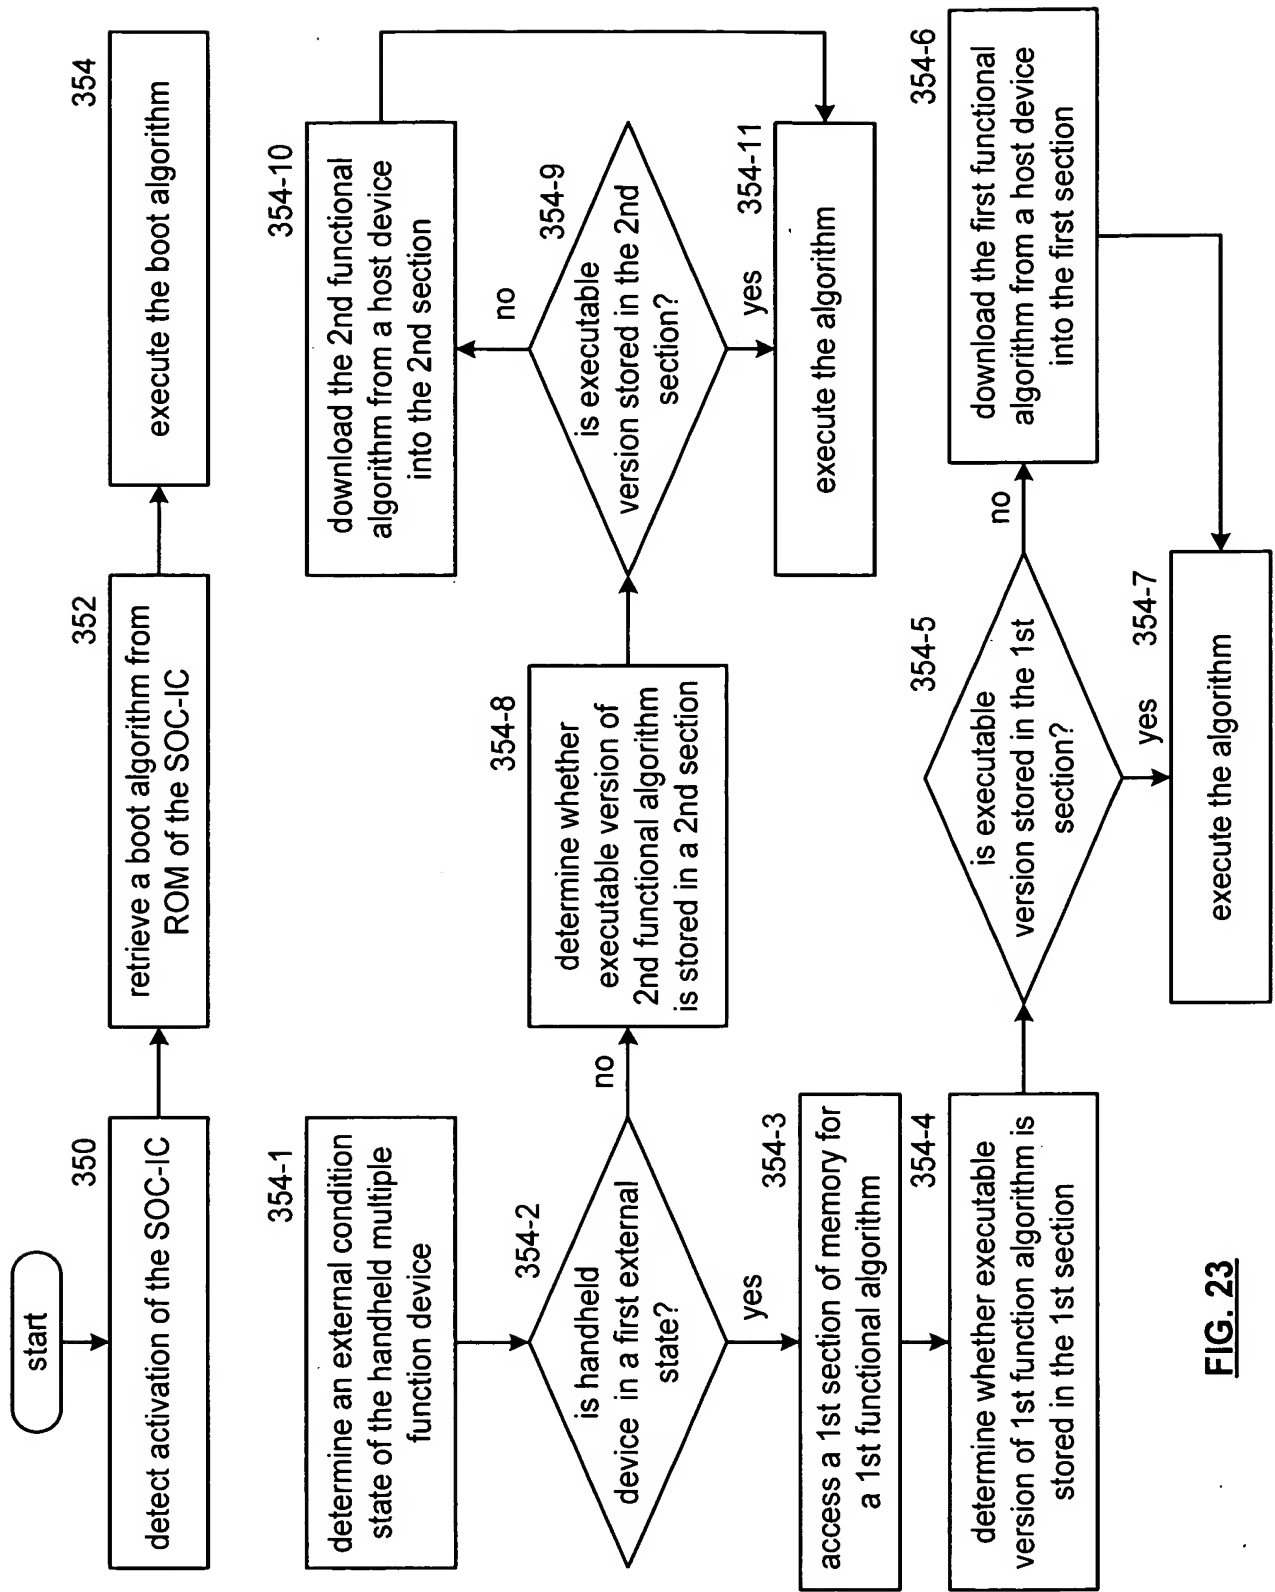 start
350
detect activation of the SOC-IC
352
retrieve a boot algorithm from
ROM of the SOC-IC
354
execute the boot algorithm
354-1
determine an external condition
state of the handheld multiple
function device
354-2
is handheld
device in a first external
state?
no
yes
354-8
determine whether
executable version of
2nd functional algorithm
is stored in a 2nd section
354-10
download the 2nd functional
algorithm from a host device
into the 2nd section
354-9
no
is executable
version stored in the 2nd
section?
yes
354-11
execute the algorithm
354-3
access a 1st section of memory for
a 1st functional algorithm
354-4
determine whether executable
version of 1st function algorithm is
stored in the 1st section
354-5
is executable
version stored in the 1st
section?
no
yes
354-6
download the first functional
algorithm from a host device
into the first section
354-7
execute the algorithm
FIG. 23